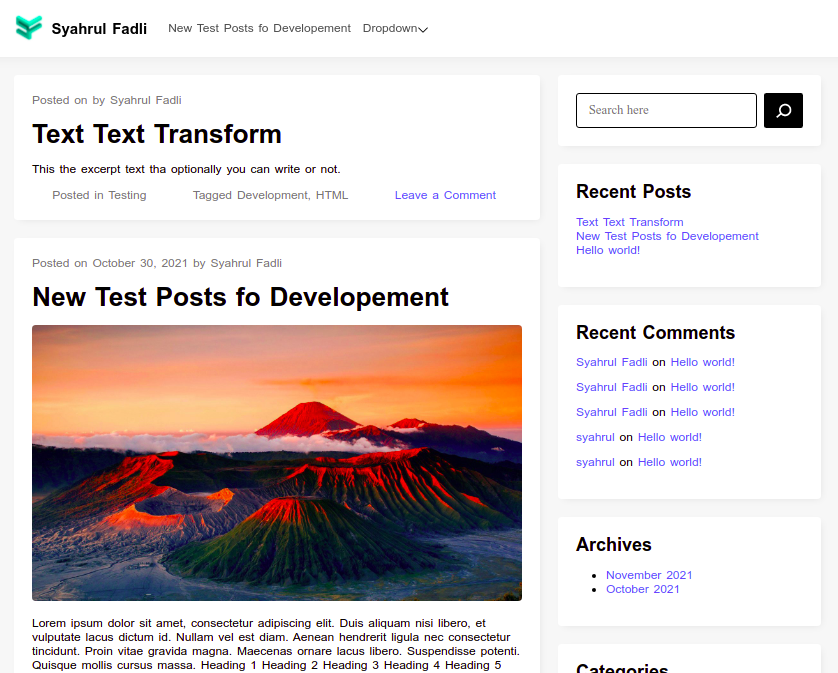 Syahrul Fadli New Test Posts fo Developement Dropdown
Posted on by Syahrul Fadli
Text Text Transform
This the excerpt text tha optionally you can write or not.
Posted in Testing Tagged Development, HTML Leave a Comment
Posted on October 30, 2021 by Syahrul Fadli
New Test Posts fo Developement
Lorem ipsum dolor sit amet, consectetur adipiscing elit. Duis aliquam nisi libero, et
vulputate lacus dictum id. Nullam vel est diam. Aenean hendrerit ligula nec consectetur
tincidunt. Proin vitae gravida magna. Maecenas ornare lacus libero. Suspendisse potenti.
Quisque mollis cursus massa. Heading 1 Heading 2 Heading 3 Heading 4 Heading 5
Search here
Recent Posts
Text Text Transform
New Test Posts fo Developement
Hello world!
Recent Comments
Syahrul Fadli on Hello world!
Syahrul Fadli on Hello world!
Syahrul Fadli on Hello world!
syahrul on Hello world!
syahrul on Hello world!
Archives
November 2021
October 2021
Categories